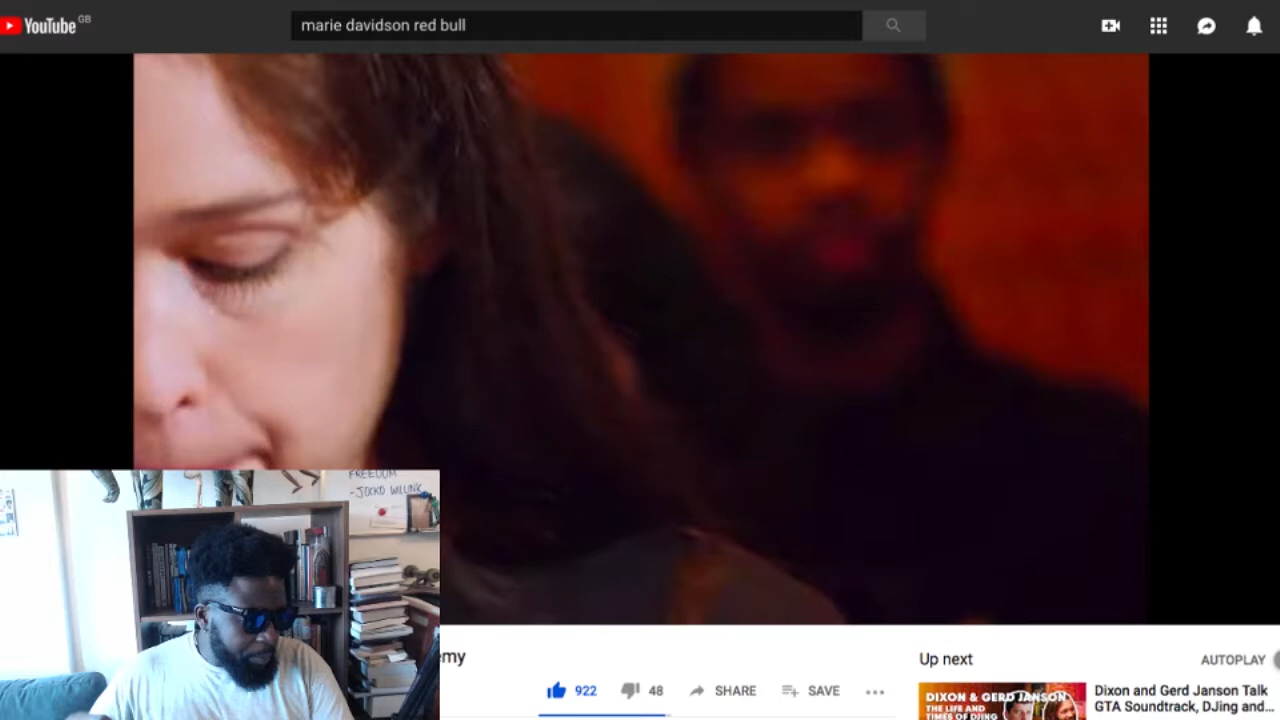 YouTube GB
marie davidson red bull
FREEDOM
-JOCKO WILLINK
emy
922
48
SHARE
SAVE
Up next
AUTOPLAY
DIXON & GERD JANSON
THE LIFE AND
TIMES OF DJING
Dixon and Gerd Janson Talk
GTA Soundtrack, DJing and...